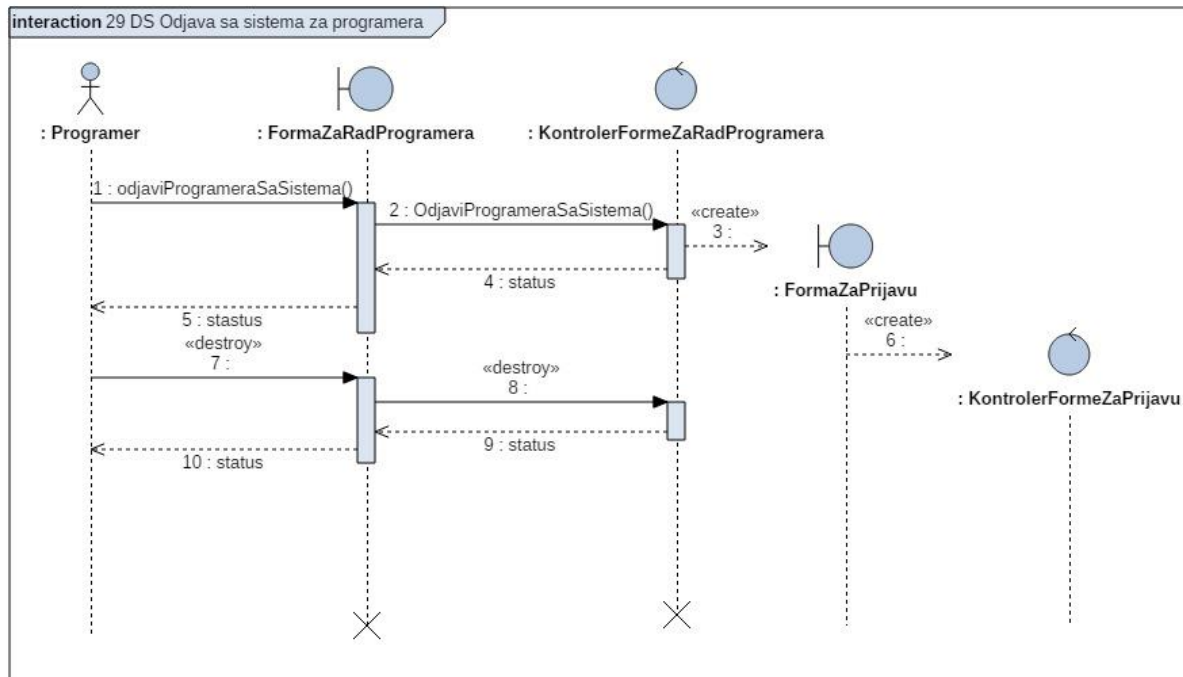 interaction 29 DS Odjava sa sistema za programera
: Programer
: FormaZaRadProgramera
: KontrolerFormeZaRadProgramera
1 : odjaviProgrameraSaSistema()
2 : OdjaviProgrameraSaSistema()
«create»
3 :
4 : status
: FormaZaPrijavu
5 : stastus
«create»
6 :
«destroy»
7 :
«destroy»
8 :
: KontrolerFormeZaPrijavu
9 : status
10 : status